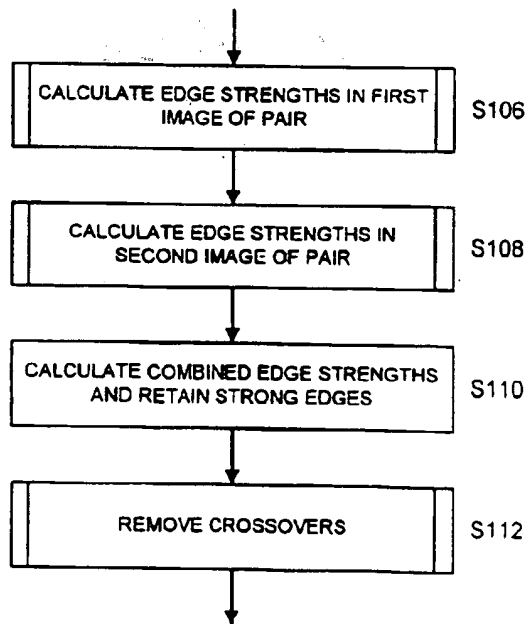 CALCULATE EDGE STRENGTHS IN FIRST
IMAGE OF PAIR
S106
CALCULATE EDGE STRENGTHS IN
SECOND IMAGE OF PAIR
S108
CALCULATE COMBINED EDGE STRENGTHS
AND RETAIN STRONG EDGES
S110
REMOVE CROSSOVERS
S112